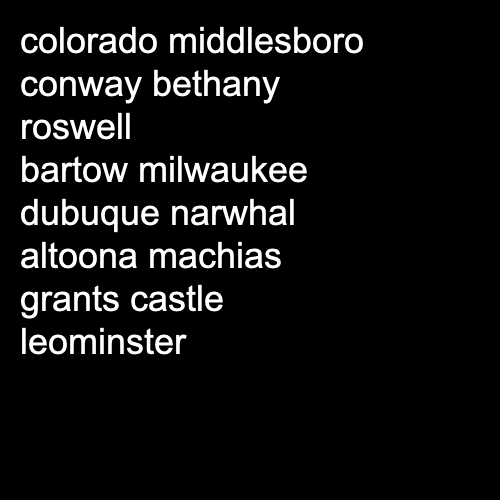 colorado middlesboro
conway bethany
roswell
bartow milwaukee
dubuque narwhal
altoona machias
grants castle
leominster